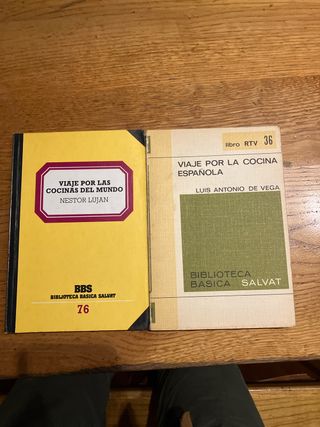 VIAJE POR LAS
COCINAS DEL MUNDO
NESTOR LUJAN
BBS
BIBLIOTECA BASICA SALVAT
76
libro RTV 36
VIAJE POR LA COCINA
ESPAÑOLA
LUIS ANTONIO DE VEGA
BIBLIOTECA
BASICA SALVAT